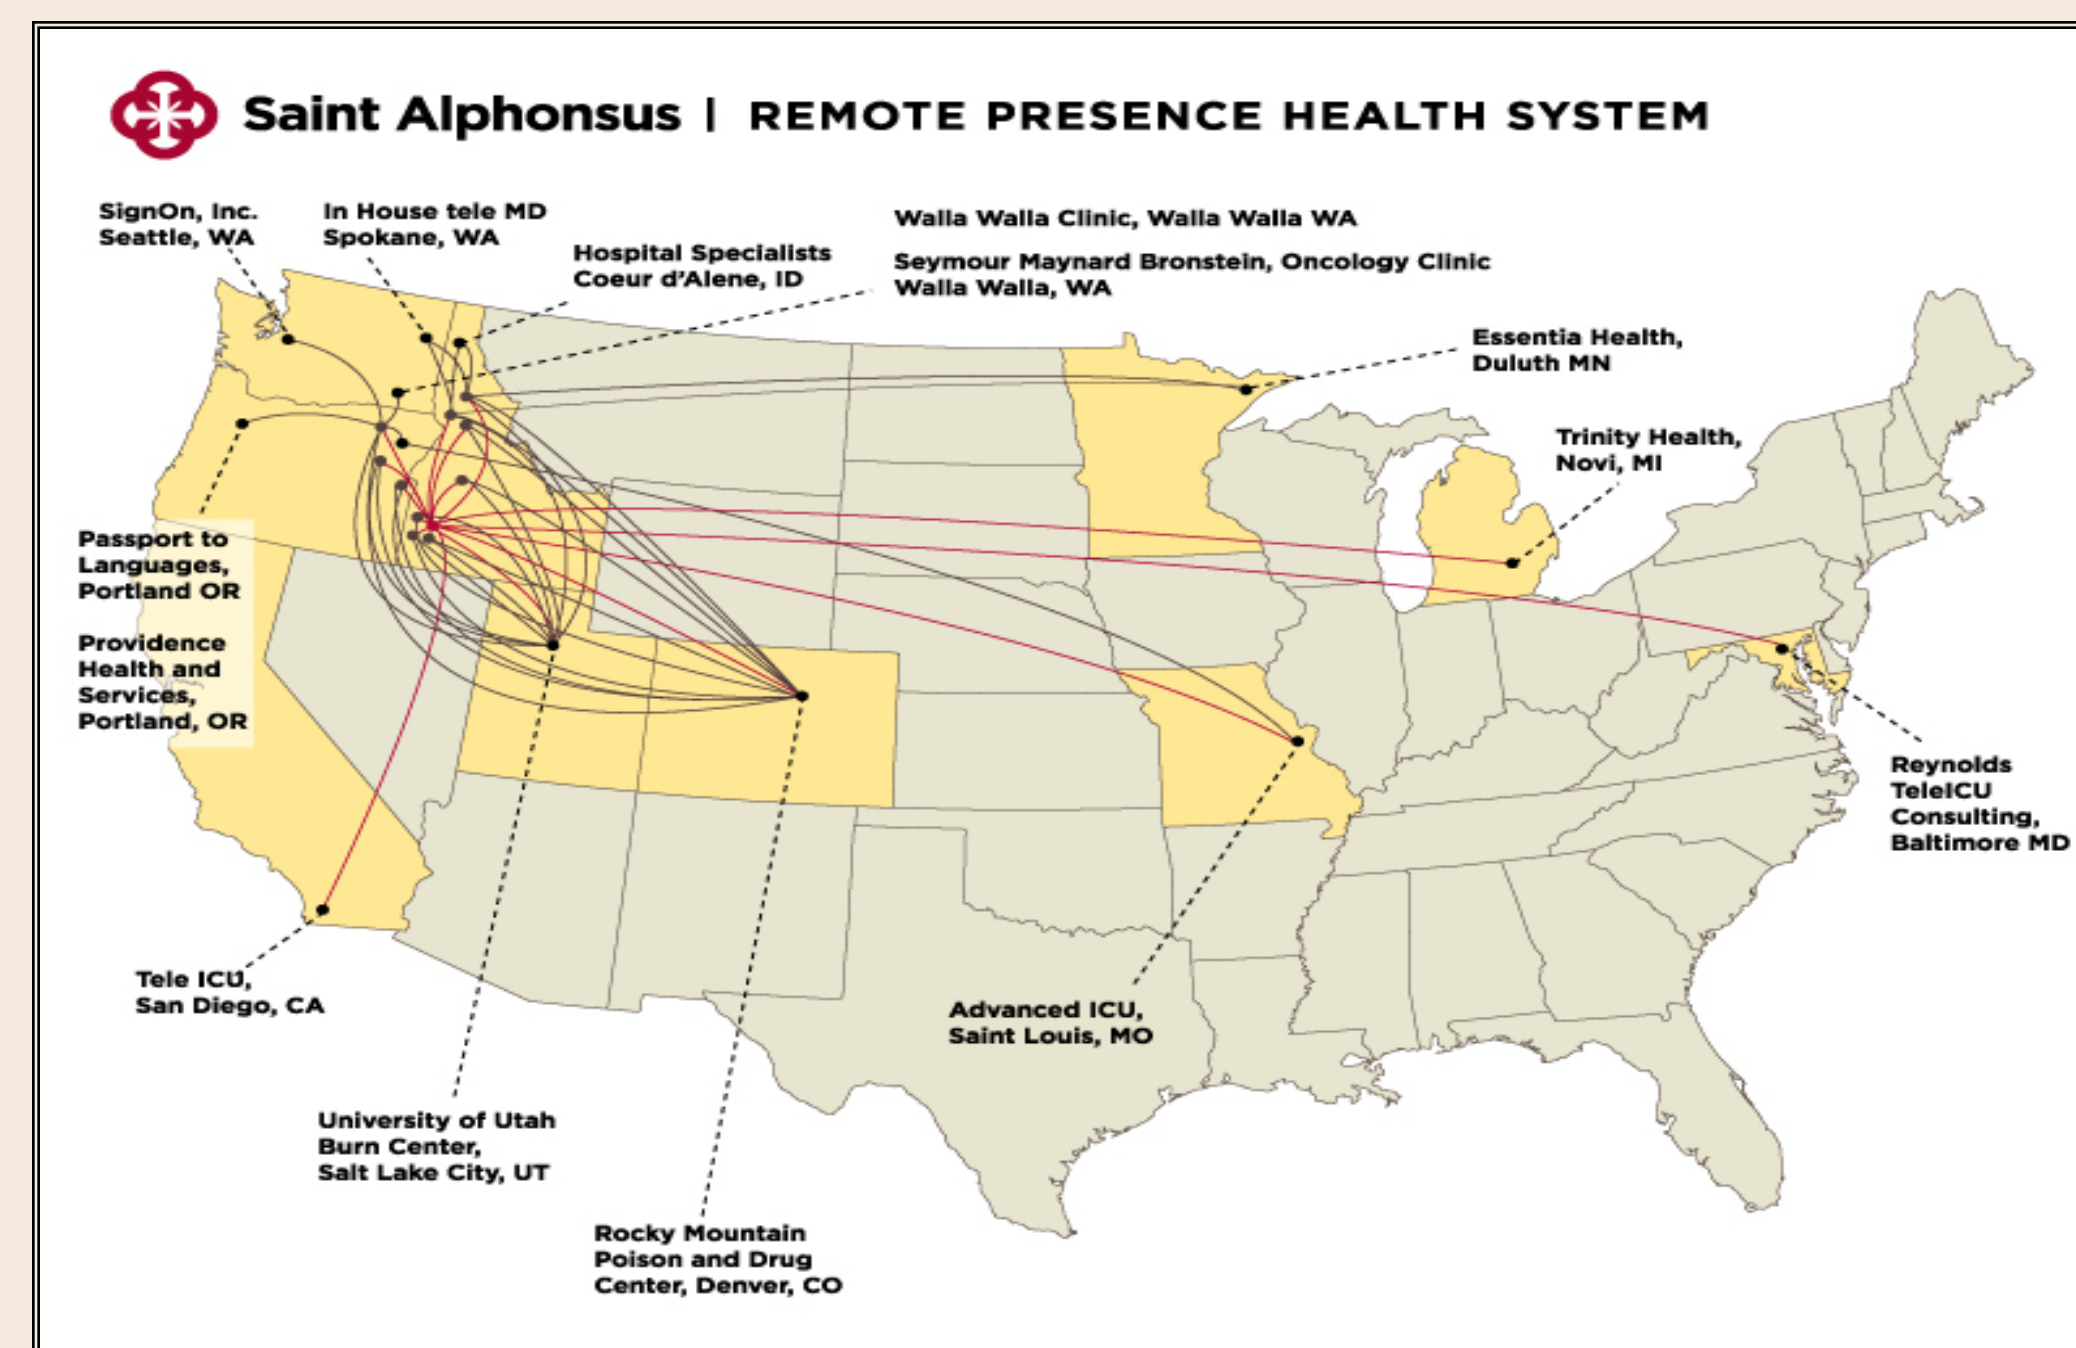 Saint Alphonsus | REMOTE PRESENCE HEALTH SYSTEM
SignOn, Inc.
Seattle, WA
In House tele MD
Spokane, WA
Hospital Specialists
Coeur d'Alene, ID
Walla Walla Clinic, Walla Walla WA
Seymour Maynard Bronstein, Oncology Clinic
Walla Walla, WA
Essentia Health,
Duluth MN
Trinity Health,
Novi, MI
Passport to
Languages,
Portland OR
Providence
Health and
Services,
Portland, OR
Reynolds
TeleICU
Consulting,
Baltimore MD
Tele ICU,
San Diego, CA
Advanced ICU,
Saint Louis, MO
University of Utah
Burn Center,
Salt Lake City, UT
Rocky Mountain
Poison and Drug
Center, Denver, CO